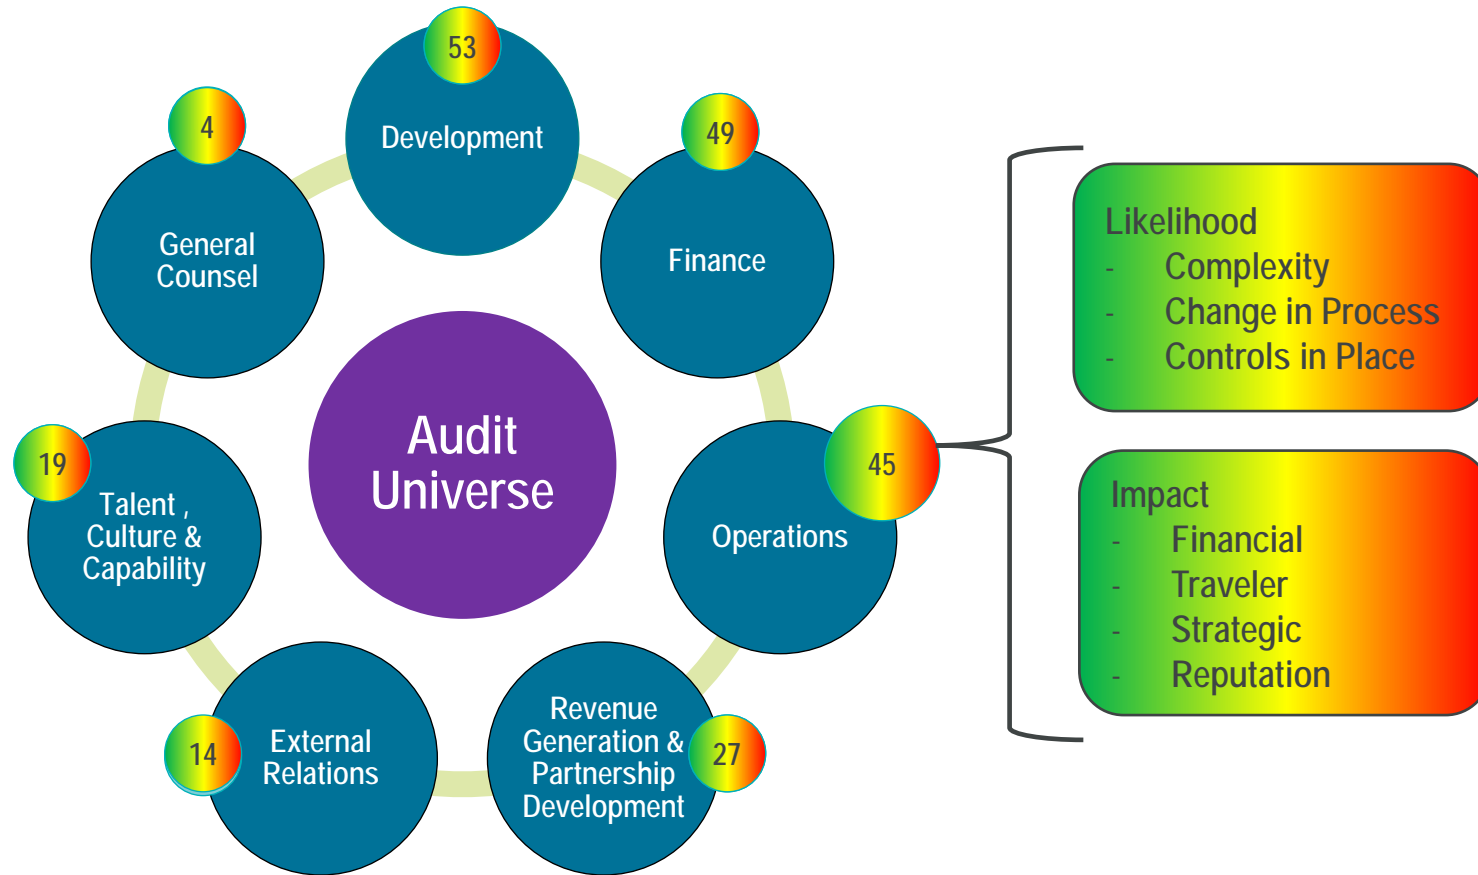 53
Development
4
General
Counsel
49
Finance
Audit
Universe
45
Operations
19
Talent ,
Culture &
Capability
14
External
Relations
Revenue
Generation &
Partnership
Development
27
Likelihood
- Complexity
- Change in Process
- Controls in Place
Impact
- Financial
- Traveler
- Strategic
- Reputation